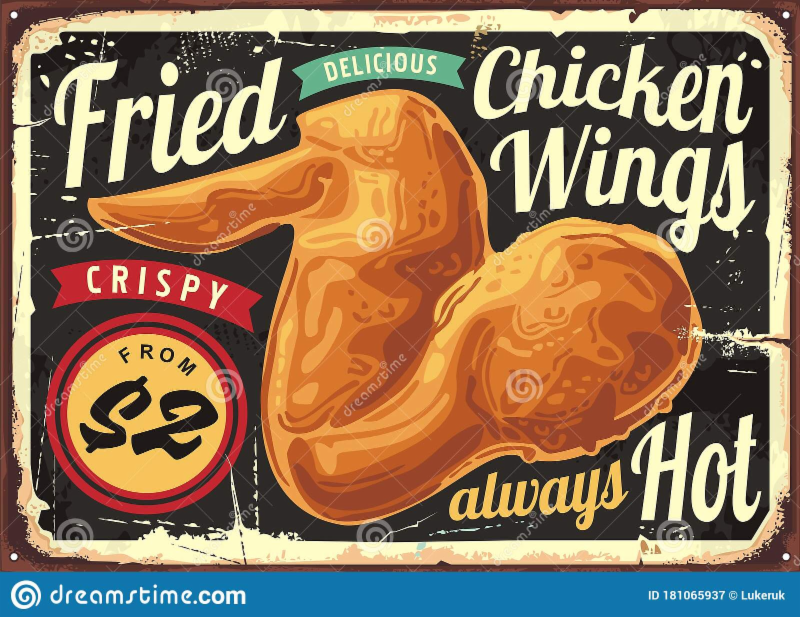 Fried
DELICIOUS
Chicken
Wings
CRISPY
FROM
$2
always Hot
dreamstime.com
ID 181065937 © Lukeruk